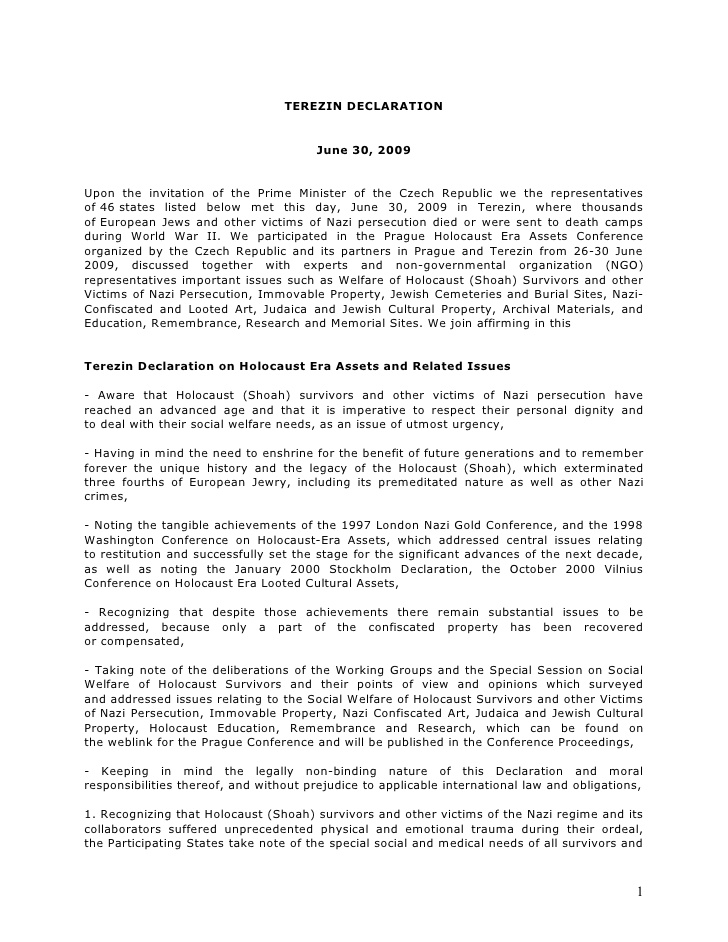 TEREZIN DECLARATION
June 30, 2009
Upon the invitation of the Prime Minister of the Czech Republic we the representatives
of 46 states listed below met this day, June 30, 2009 in Terezin, where thousands
of European Jews and other victims of Nazi persecution died or were sent to death camps
during World War II. We participated in the Prague Holocaust Era Assets Conference
organized by the Czech Republic and its partners in Prague and Terezin from 26-30 June
2009, discussed together with experts and non-governmental organization (NGO)
representatives important issues such as Welfare of Holocaust (Shoah) Survivors and other
Victims of Nazi Persecution, Immovable Property, Jewish Cemeteries and Burial Sites, Nazi-
Confiscated and Looted Art, Judaica and Jewish Cultural Property, Archival Materials, and
Education, Remembrance, Research and Memorial Sites. We join affirming in this
Terezin Declaration on Holocaust Era Assets and Related Issues
- Aware that Holocaust (Shoah) survivors and other victims of Nazi persecution have
reached an advanced age and that it is imperative to respect their personal dignity and
to deal with their social welfare needs, as an issue of utmost urgency,
- Having in mind the need to enshrine for the benefit of future generations and to remember
forever the unique history and the legacy of the Holocaust (Shoah), which exterminated
three fourths of European Jewry, including its premeditated nature as well as other Nazi
crimes,
- Noting the tangible achievements of the 1997 London Nazi Gold Conference, and the 1998
Washington Conference on Holocaust-Era Assets, which addressed central issues relating
to restitution and successfully set the stage for the significant advances of the next decade,
as well as noting the January 2000 Stockholm Declaration, the October 2000 Vilnius
Conference on Holocaust Era Looted Cultural Assets,
- Recognizing that despite those achievements there remain substantial issues to be
addressed, because only a part of the confiscated property has been recovered
or compensated,
- Taking note of the deliberations of the Working Groups and the Special Session on Social
Welfare of Holocaust Survivors and their points of view and opinions which surveyed
and addressed issues relating to the Social Welfare of Holocaust Survivors and other Victims
of Nazi Persecution, Immovable Property, Nazi Confiscated Art, Judaica and Jewish Cultural
Property, Holocaust Education, Remembrance and Research, which can be found on
the weblink for the Prague Conference and will be published in the Conference Proceedings,
- Keeping in mind the legally non-binding nature of this Declaration and moral
responsibilities thereof, and without prejudice to applicable international law and obligations,
1. Recognizing that Holocaust (Shoah) survivors and other victims of the Nazi regime and its
collaborators suffered unprecedented physical and emotional trauma during their ordeal,
the Participating States take note of the special social and medical needs of all survivors and
1